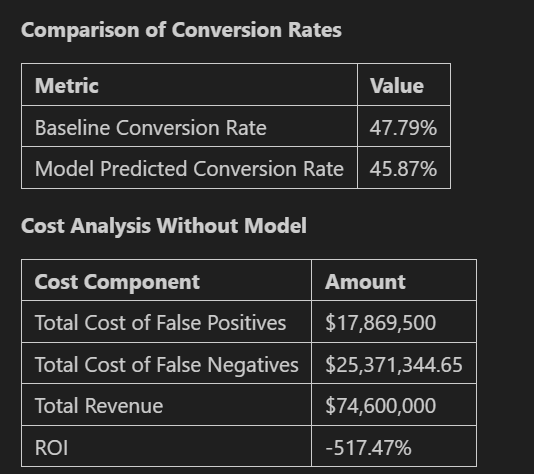 Comparison of Conversion Rates
Metric Value
Baseline Conversion Rate 47.79%
Model Predicted Conversion Rate 45.87%
Cost Analysis Without Model
Cost Component Amount
Total Cost of False Positives $17,869,500
Total Cost of False Negatives $25,371,344.65
Total Revenue $74,600,000
ROI -517.47%